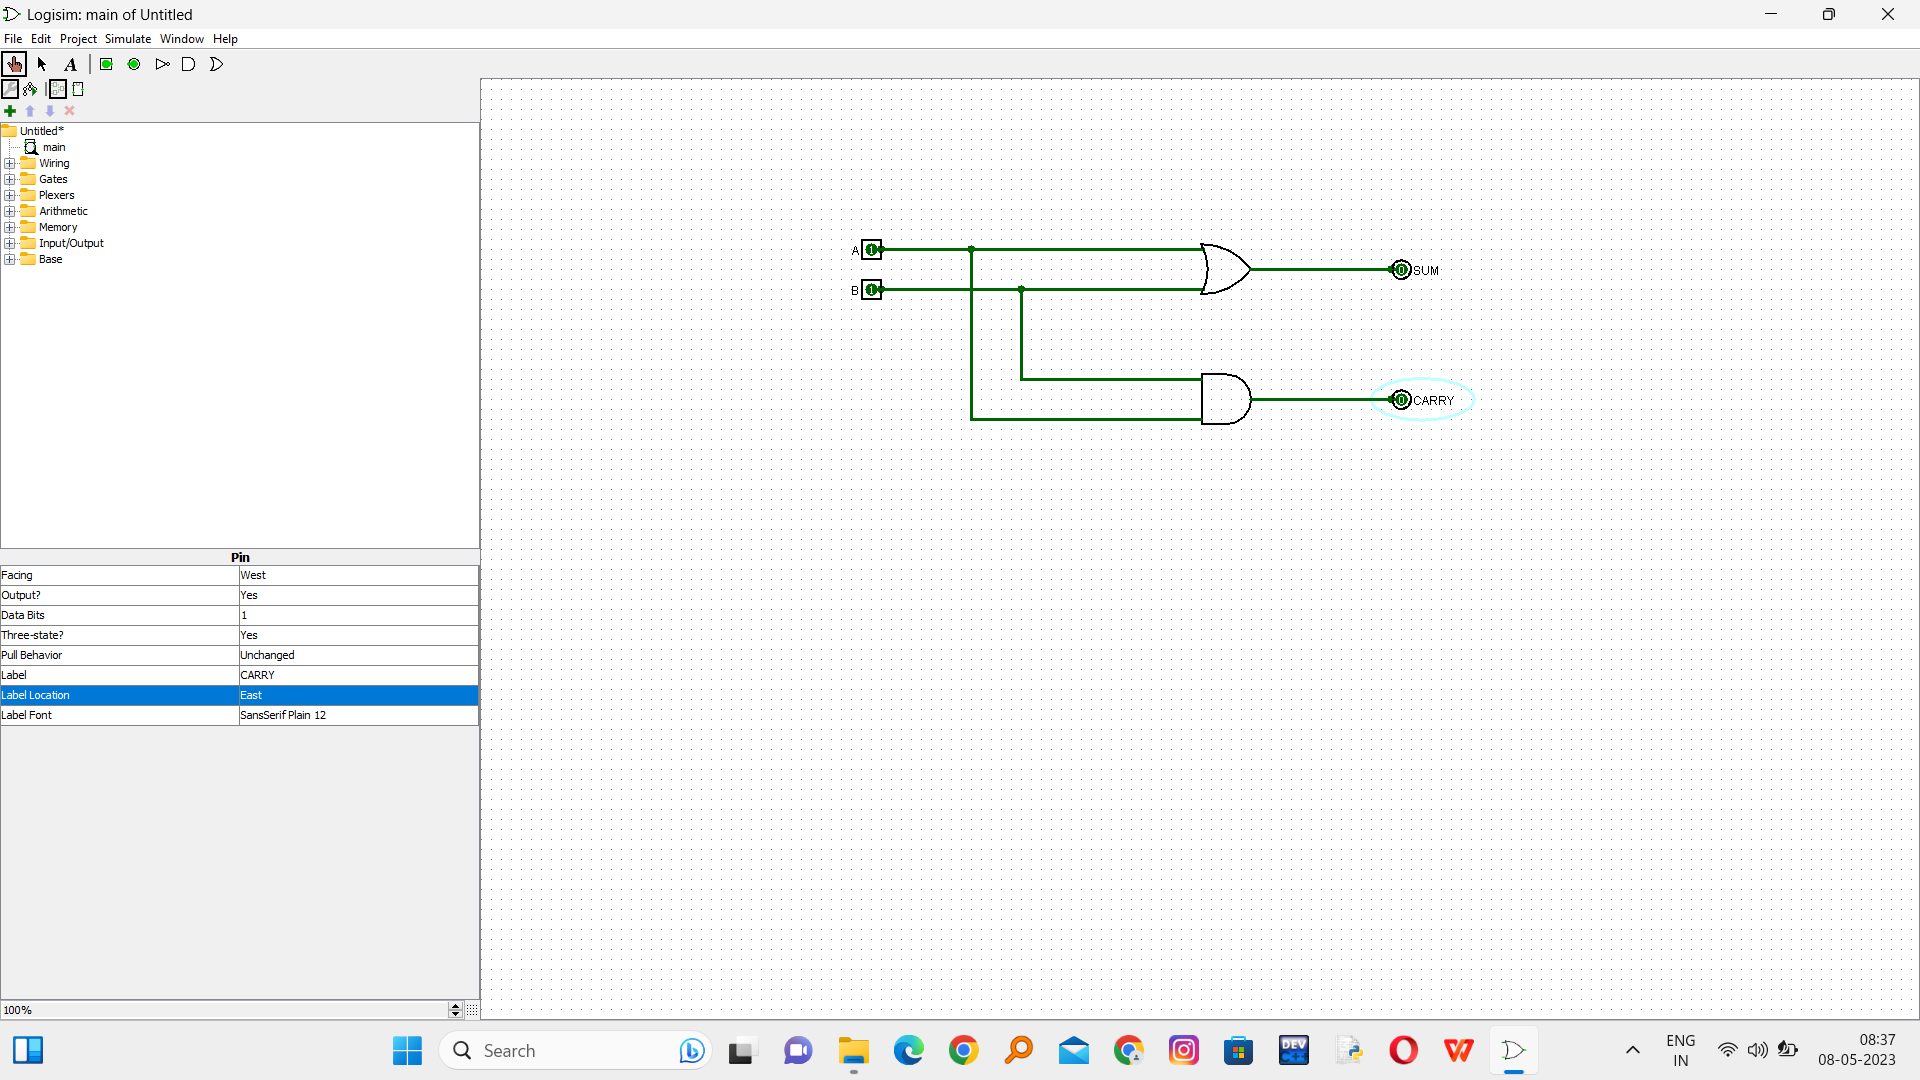 Logisim: main of Untitled
File Edit Project Simulate Window Help
A
Untitled*
main
Wiring
Gates
Plexers
Arithmetic
Memory
Input/Output
Base
A 1
B 1
0 SUM
0 CARRY
Pin
Facing West
Output? Yes
Data Bits 1
Three-state? Yes
Pull Behavior Unchanged
Label CARRY
Label Location East
Label Font SansSerif Plain 12
100%
Search
DEV
C++
ENG
IN
08:37
08-05-2023